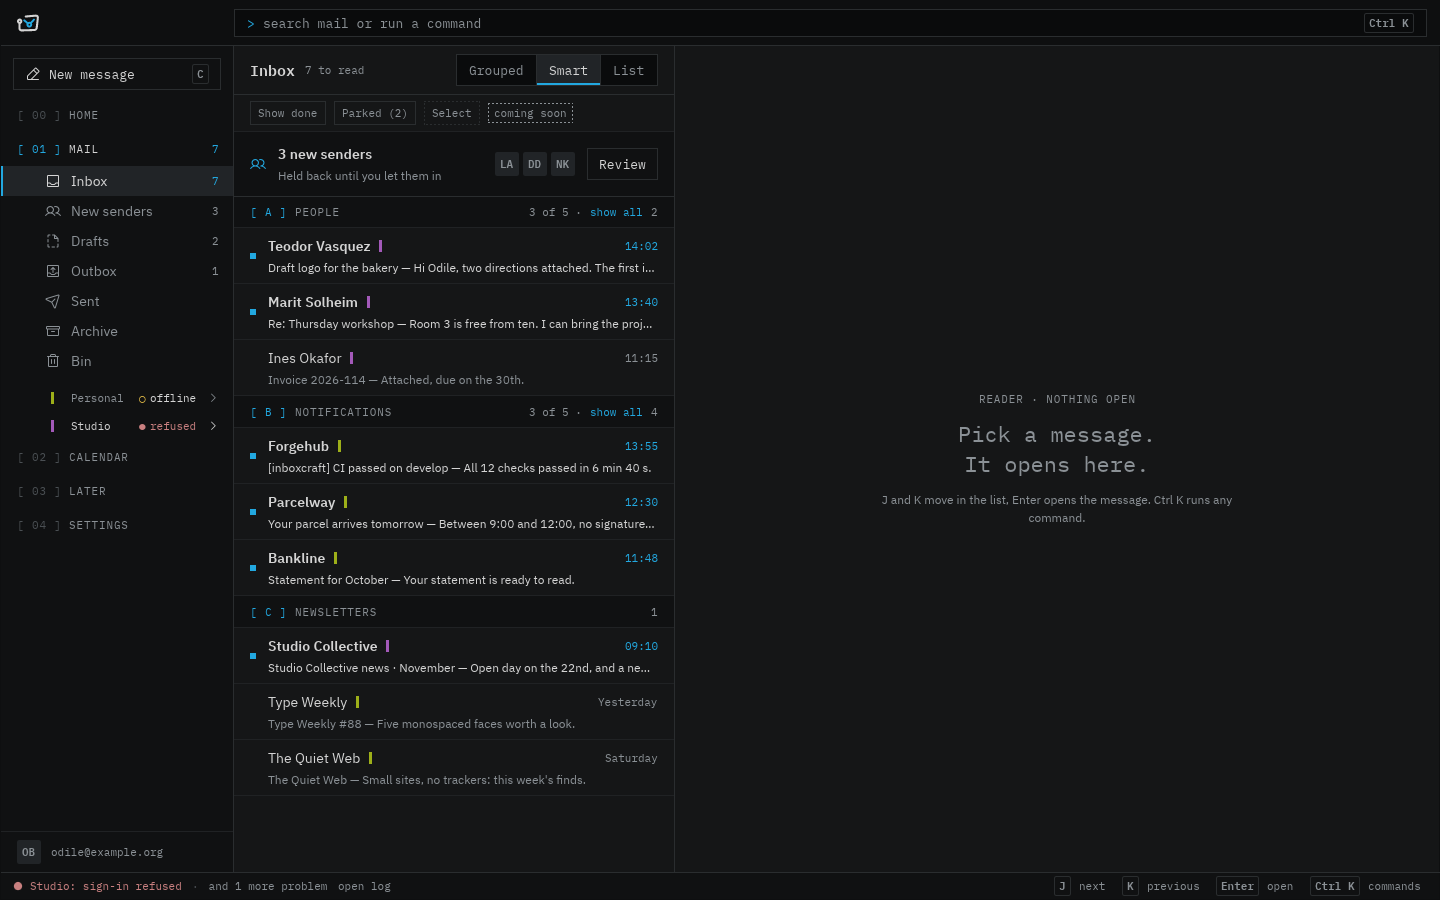 > search mail or run a command Ctrl K
New message C
[ 00 ] HOME
[ 01 ] MAIL 7
Inbox 7
New senders 3
Drafts 2
Outbox 1
Sent
Archive
Bin
Personal offline
Studio refused
[ 02 ] CALENDAR
[ 03 ] LATER
[ 04 ] SETTINGS
OB odile@example.org
Inbox 7 to read Grouped Smart List
Show done Parked (2) Select coming soon
3 new senders
Held back until you let them in
LA DD NK Review
[ A ] PEOPLE 3 of 5 · show all 2
Teodor Vasquez 14:02
Draft logo for the bakery — Hi Odile, two directions attached. The first i…
Marit Solheim 13:40
Re: Thursday workshop — Room 3 is free from ten. I can bring the proj…
Ines Okafor 11:15
Invoice 2026-114 — Attached, due on the 30th.
[ B ] NOTIFICATIONS 3 of 5 · show all 4
Forgehub 13:55
[inboxcraft] CI passed on develop — All 12 checks passed in 6 min 40 s.
Parcelway 12:30
Your parcel arrives tomorrow — Between 9:00 and 12:00, no signature…
Bankline 11:48
Statement for October — Your statement is ready to read.
[ C ] NEWSLETTERS 1
Studio Collective 09:10
Studio Collective news · November — Open day on the 22nd, and a ne…
Type Weekly Yesterday
Type Weekly #88 — Five monospaced faces worth a look.
The Quiet Web Saturday
The Quiet Web — Small sites, no trackers: this week's finds.
READER · NOTHING OPEN
Pick a message.
It opens here.
J and K move in the list, Enter opens the message. Ctrl K runs any
command.
Studio: sign-in refused · and 1 more problem open log
J next K previous Enter open Ctrl K commands